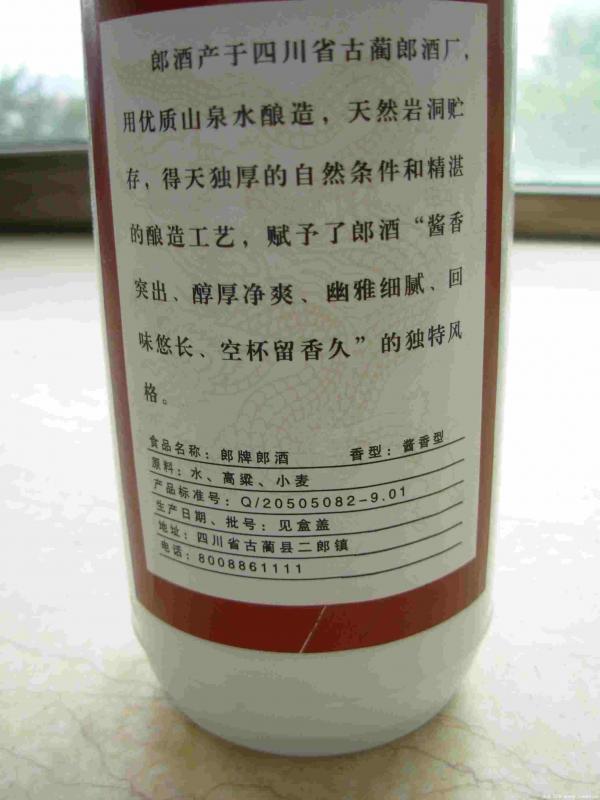 郎酒产于四川省古蔺郎酒厂，
用优质山泉水酿造，天然岩洞贮
存，得天独厚的自然条件和精湛
的酿造工艺，赋予了郎酒“酱香
突出、醇厚净爽、幽雅细腻、回
味悠长、空杯留香久”的独特风
格。
食品名称：郎牌郎酒 香型：酱香型
原料：水、高粱、小麦
产品标准号：Q/20505082-9.01
生产日期、批号：见盒盖
地址：四川省古蔺县二郎镇
电话：8008861111